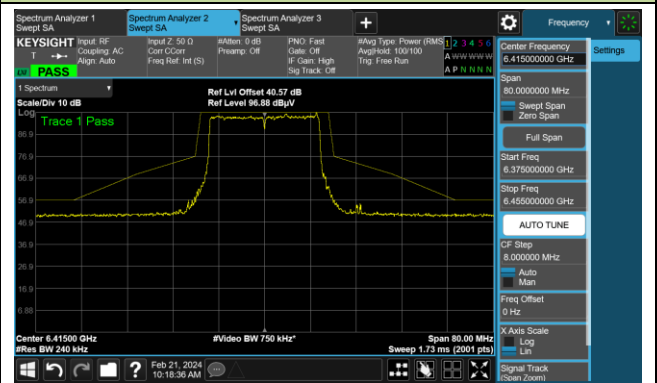 Spectrum Analyzer 1
Swept SA
Spectrum Analyzer 2
Swept SA
Spectrum Analyzer 3
Swept SA
Frequency
KEYSIGHT
Input: RF
Coupling: AC
Align: Auto
Input Z: 50 Ω
Corr CCorr
Freq Ref: Int (S)
#Atten: 0 dB
Preamp: Off
PNO: Fast
Gate: Off
IF Gain: High
Sig Track: Off
#Avg Type: Power (RMS)
Avg|Hold: 100/100
Trig: Free Run
1 2 3 4 5 6
A W W W W W
A P N N N N
T
PASS
1 Spectrum
Scale/Div 10 dB
Ref Lvl Offset 40.57 dB
Ref Level 96.88 dBµV
Log
Trace 1 Pass
86.9
76.9
66.9
56.9
46.9
36.9
26.9
16.9
6.88
Center 6.41500 GHz
#Res BW 240 kHz
#Video BW 750 kHz*
Span 80.00 MHz
Sweep 1.73 ms (2001 pts)
Feb 21, 2024
10:18:36 AM
Center Frequency
6.415000000 GHz
Settings
Span
80.0000000 MHz
Swept Span
Zero Span
Full Span
Start Freq
6.375000000 GHz
Stop Freq
6.455000000 GHz
AUTO TUNE
CF Step
8.000000 MHz
Auto
Man
Freq Offset
0 Hz
X Axis Scale
Log
Lin
Signal Track
(Span Zoom)